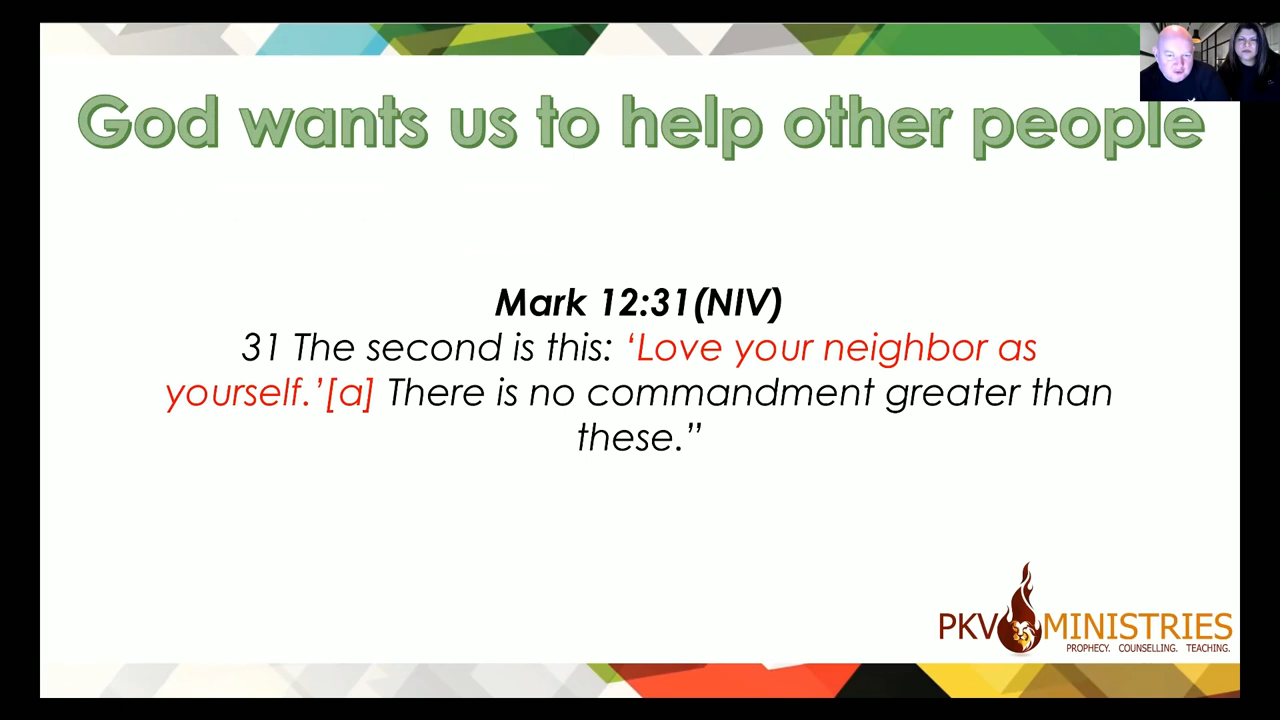 God wants us to help other people
Mark 12:31(NIV)
31 The second is this: ‘Love your neighbor as
yourself.’[a] There is no commandment greater than
these.”
PKV MINISTRIES
PROPHECY. COUNSELLING. TEACHING.